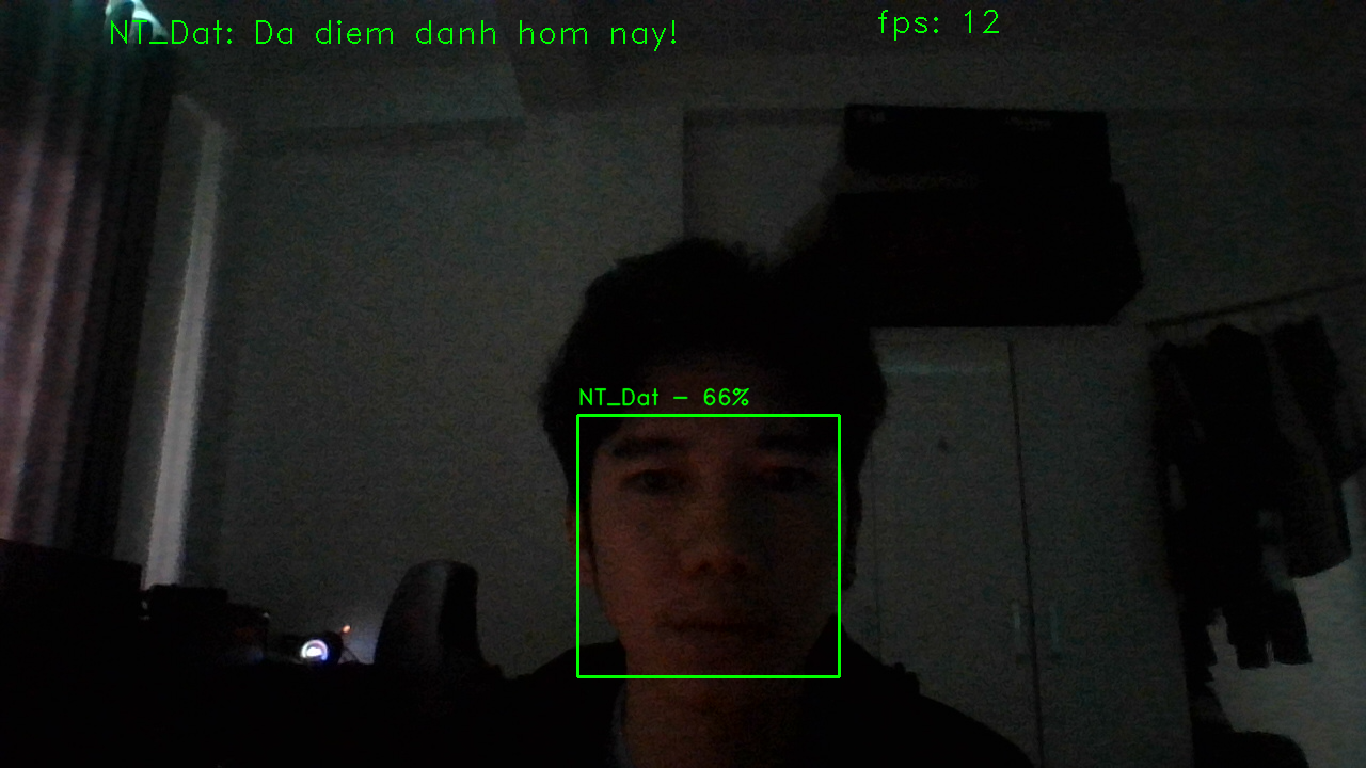 NT_Dat: Da diem danh hom nay!
fps: 12
NT_Dat - 66%